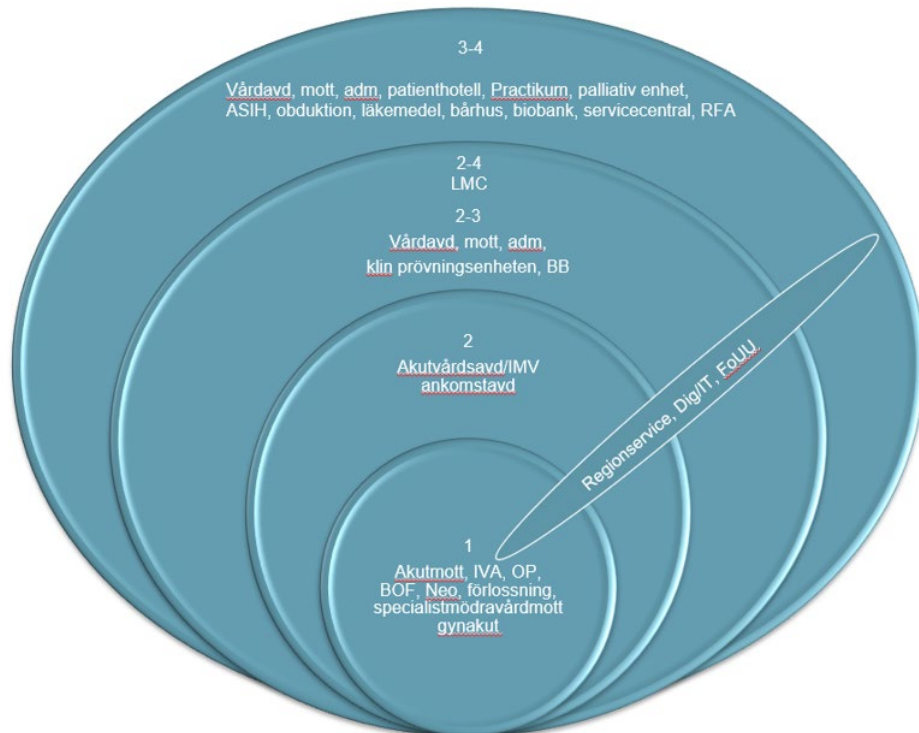 3-4
Vårdavd, mott, adm, patienthotell, Practikum, palliativ enhet,
ASIH, obduktion, läkemedel, bårhus, biobank, servicecentral, RFA
2-4
LMC
2-3
Vårdavd, mott, adm,
klin prövningsenheten, BB
2
Akutvårdsavd/IMV
ankomstavd
Regionservice, Dig/IT, FoUU
1
Akutmott, IVA, OP,
BOF, Neo, förlossning,
specialistmödravårdmott
gynakut